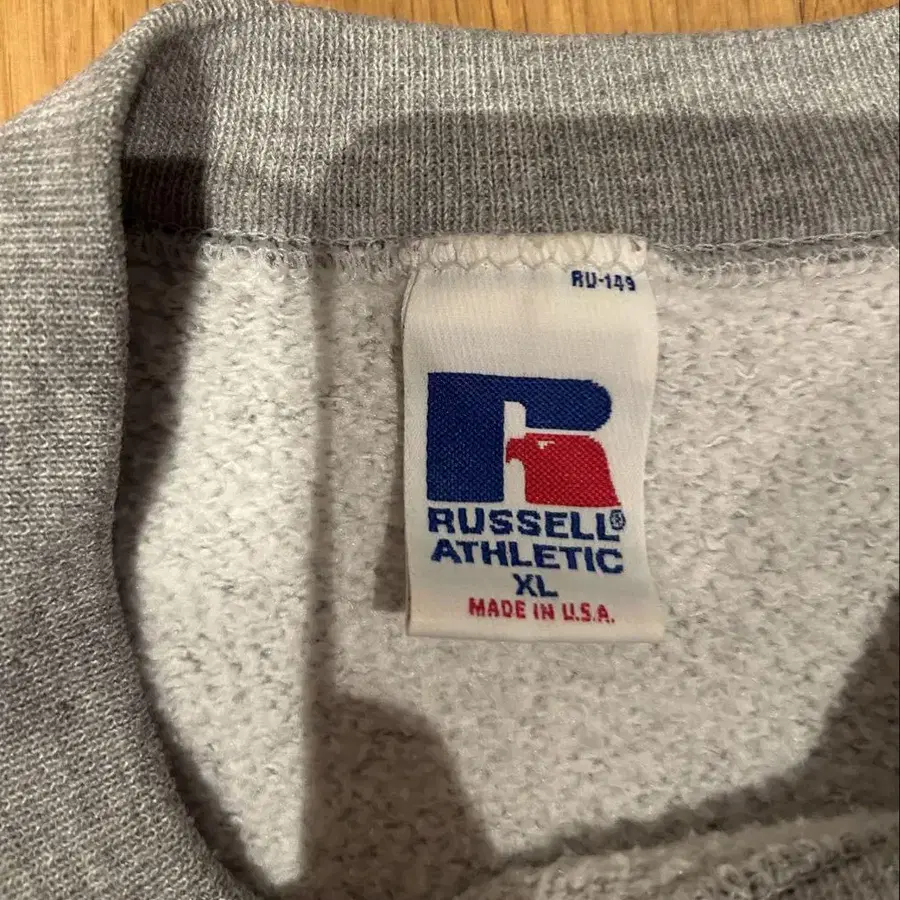 RU-149
R
RUSSELL®
ATHLETIC
XL
MADE IN U.S.A.